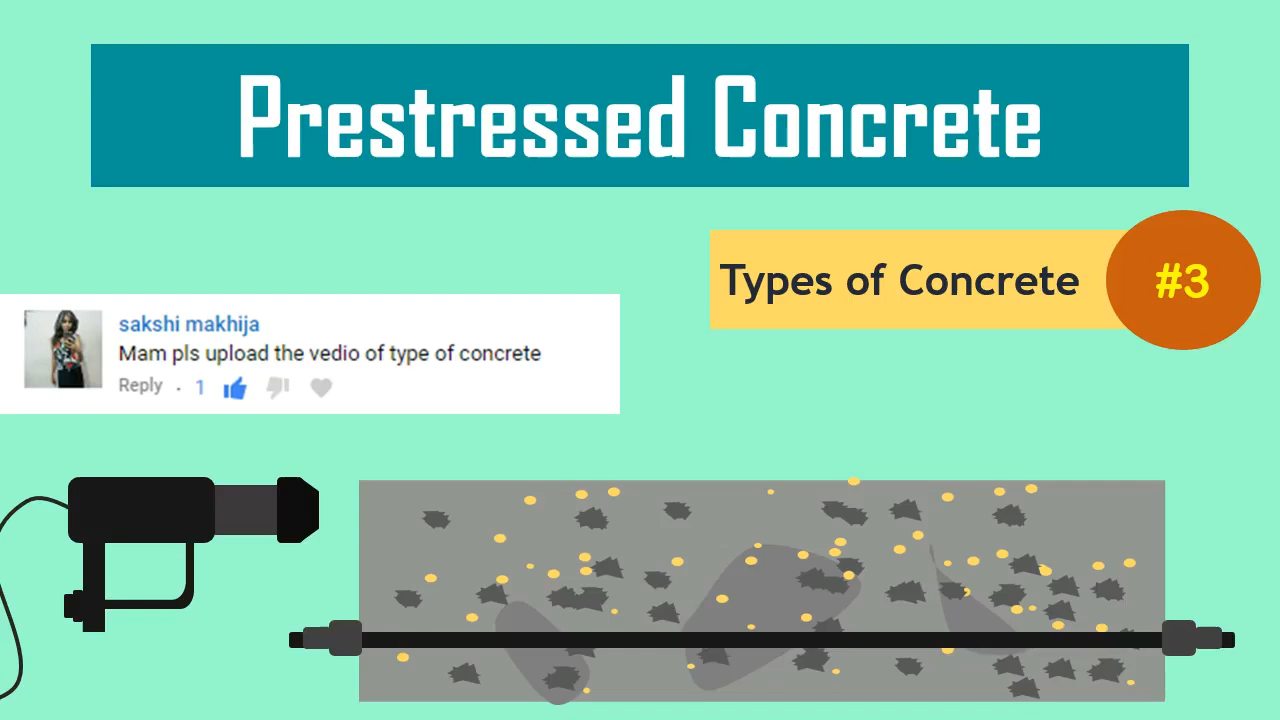 Prestressed Concrete
Types of Concrete
#3
sakshi makhija
Mam pls upload the vedio of type of concrete
Reply · 1